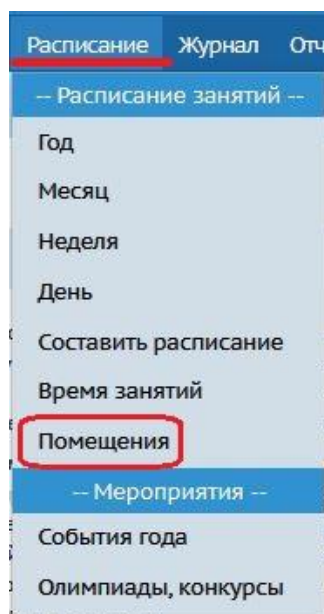 Расписание Журнал
-- Расписание занятий --
Год
Месяц
Неделя
День
Составить расписание
Время занятий
Помещения
-- Мероприятия --
События года
Олимпиады, конкурсы